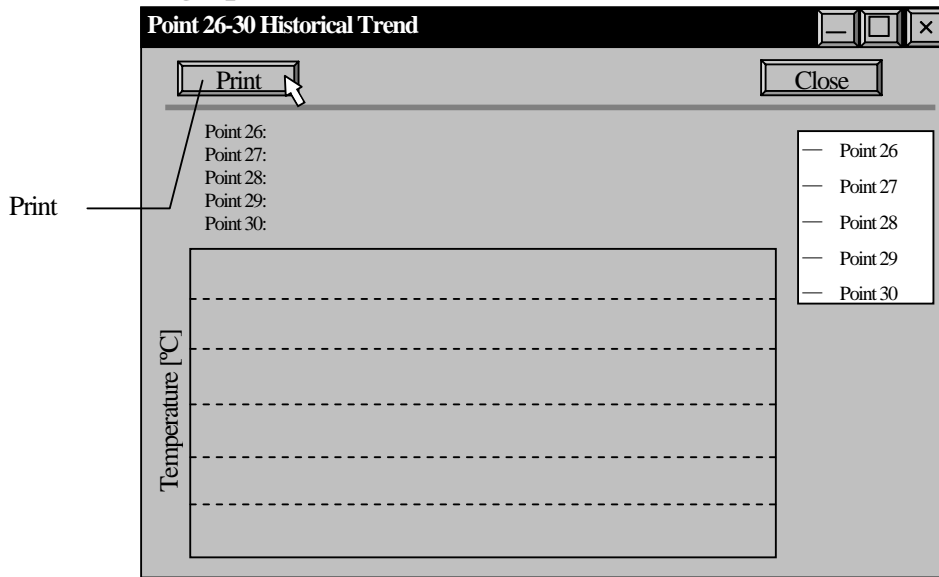 Point 26-30 Historical Trend
Print
Close
Point 26:
Point 27:
Point 28:
Point 29:
Point 30:
Point 26
Point 27
Point 28
Point 29
Point 30
Print
Temperature [ºC]